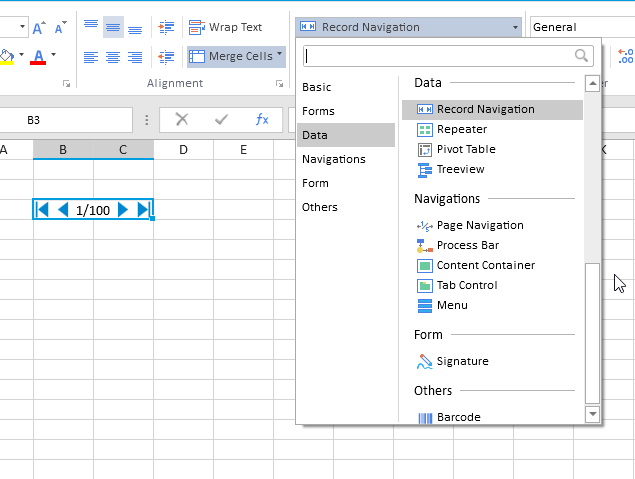 A A
Wrap Text
Record Navigation
General
A
Merge Cells
Alignment
B3
fx
Basic
Forms
Data
Navigations
Form
Others
Data
Record Navigation
Repeater
Pivot Table
Treeview
Navigations
Page Navigation
Process Bar
Content Container
Tab Control
Menu
Form
Signature
Others
Barcode
A B C D E K
1/100